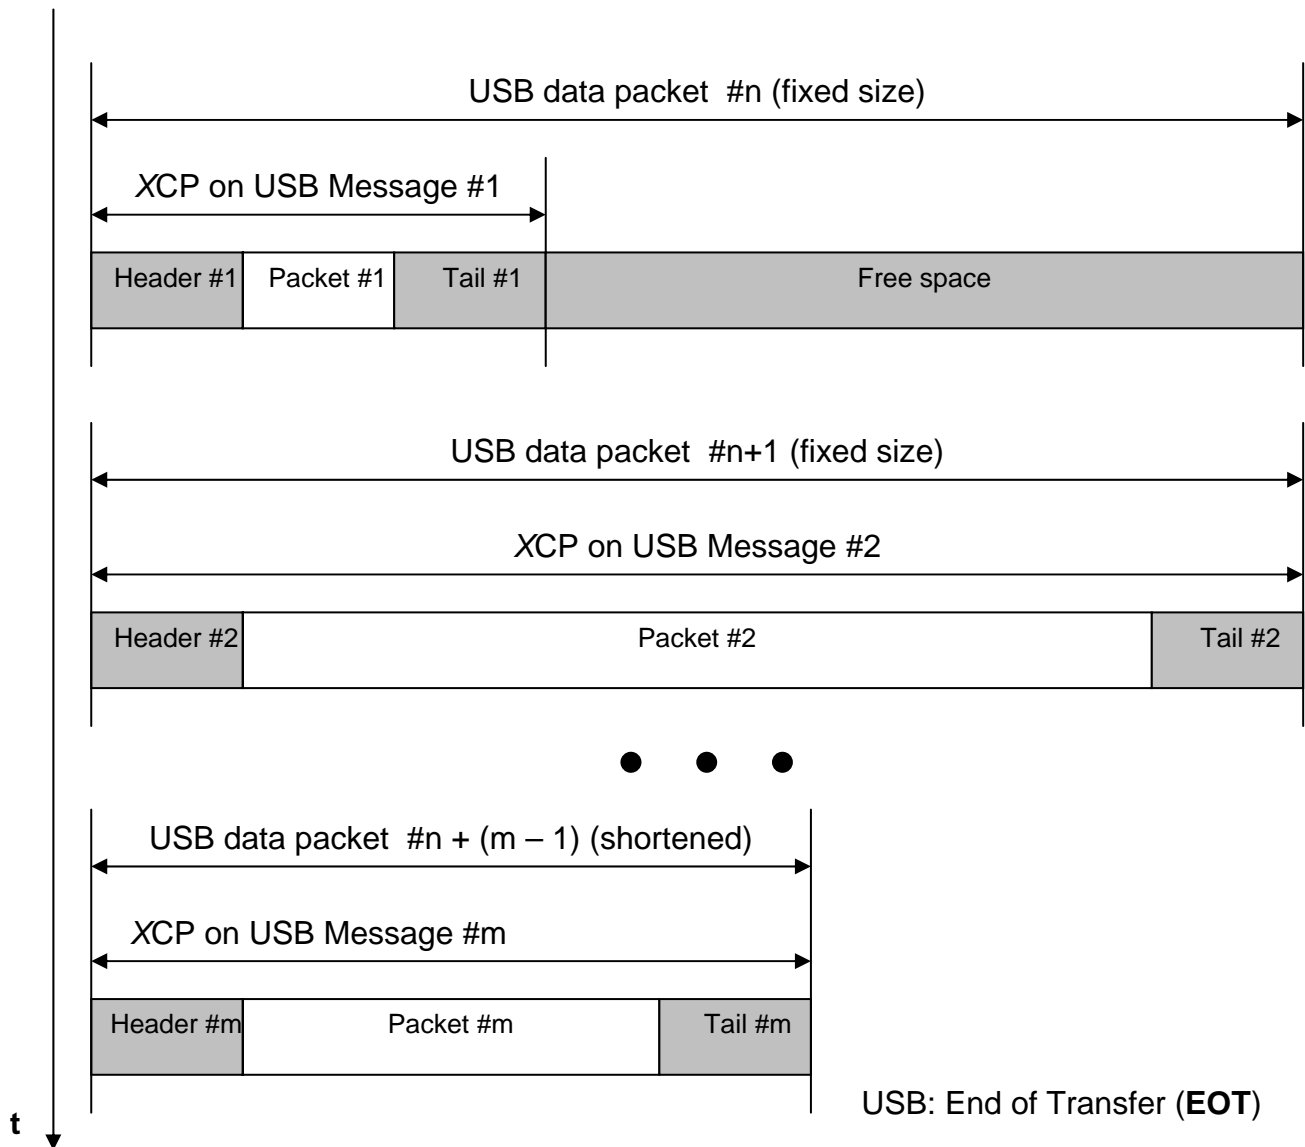 USB data packet #n (fixed size)
XCP on USB Message #1
Header #1 Packet #1 Tail #1 Free space
USB data packet #n+1 (fixed size)
XCP on USB Message #2
Header #2 Packet #2 Tail #2
• • •
USB data packet #n + (m – 1) (shortened)
XCP on USB Message #m
Header #m Packet #m Tail #m
USB: End of Transfer (EOT)
t